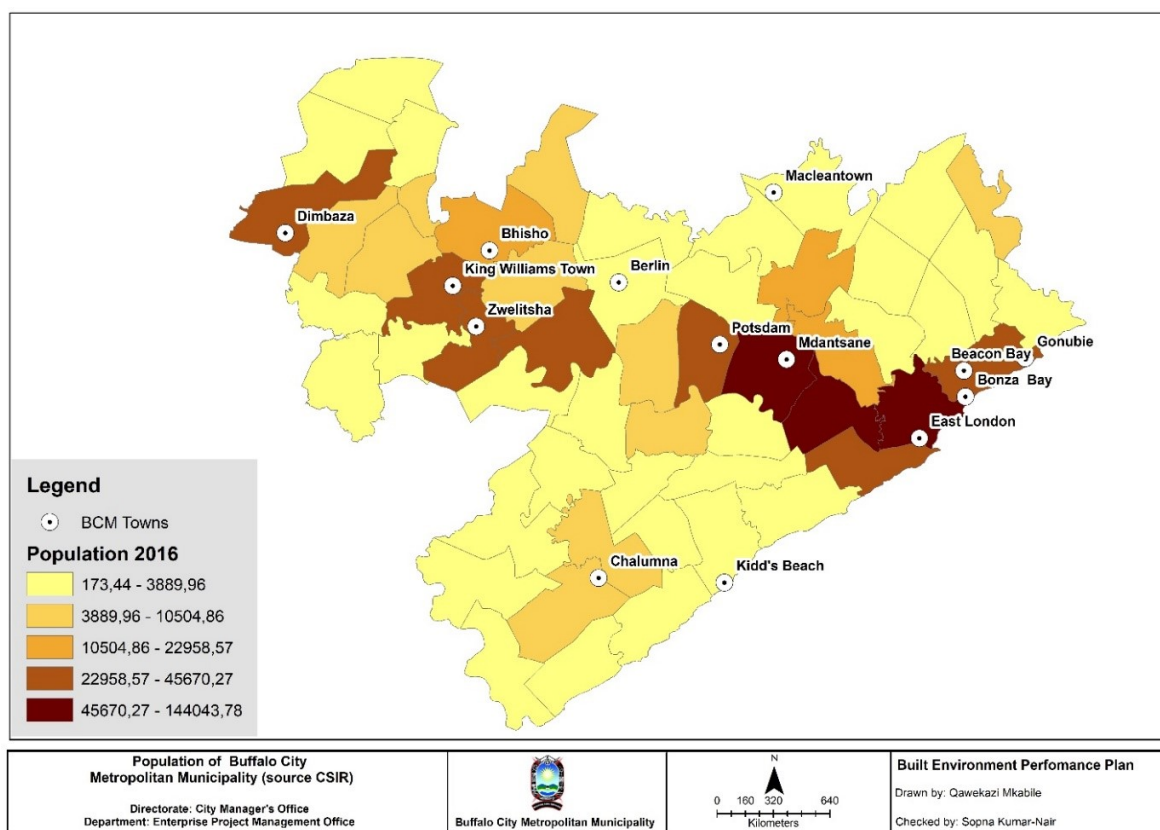 Macleantown
Dimbaza
Bhisho
King Williams Town
Berlin
Zwelitsha
Potsdam
Mdantsane
Gonubie
Beacon Bay
Bonza Bay
East London
Chalumna
Kidd's Beach
Legend
BCM Towns
Population 2016
173,44 - 3889,96
3889,96 - 10504,86
10504,86 - 22958,57
22958,57 - 45670,27
45670,27 - 144043,78
Population of Buffalo City
Metropolitan Municipality (source CSIR)
Directorate: City Manager's Office
Department: Enterprise Project Management Office
Buffalo City Metropolitan Municipality
N
0 160 320 640
Kilometers
Built Environment Perfomance Plan
Drawn by: Qawekazi Mkabile
Checked by: Sopna Kumar-Nair